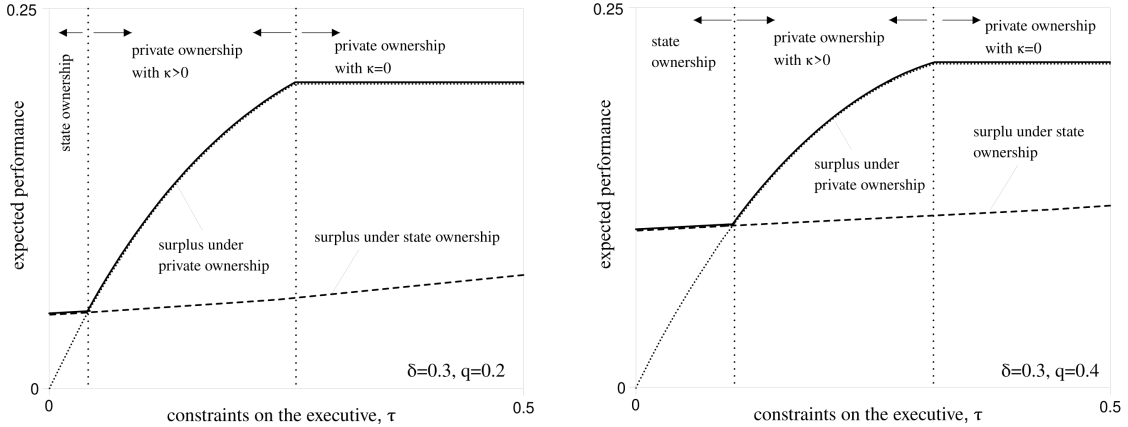 0.25
state ownership
private ownership
with κ>0
private ownership
with κ=0
expected performance
surplus under
private ownership
surplus under state ownership
δ=0.3, q=0.2
0
0
constraints on the executive, τ
0.5
0.25
state
ownership
private ownership
with κ>0
private ownership
with κ=0
expected performance
surplu under state
ownership
surplus under
private ownership
δ=0.3, q=0.4
0
0
constraints on the executive, τ
0.5